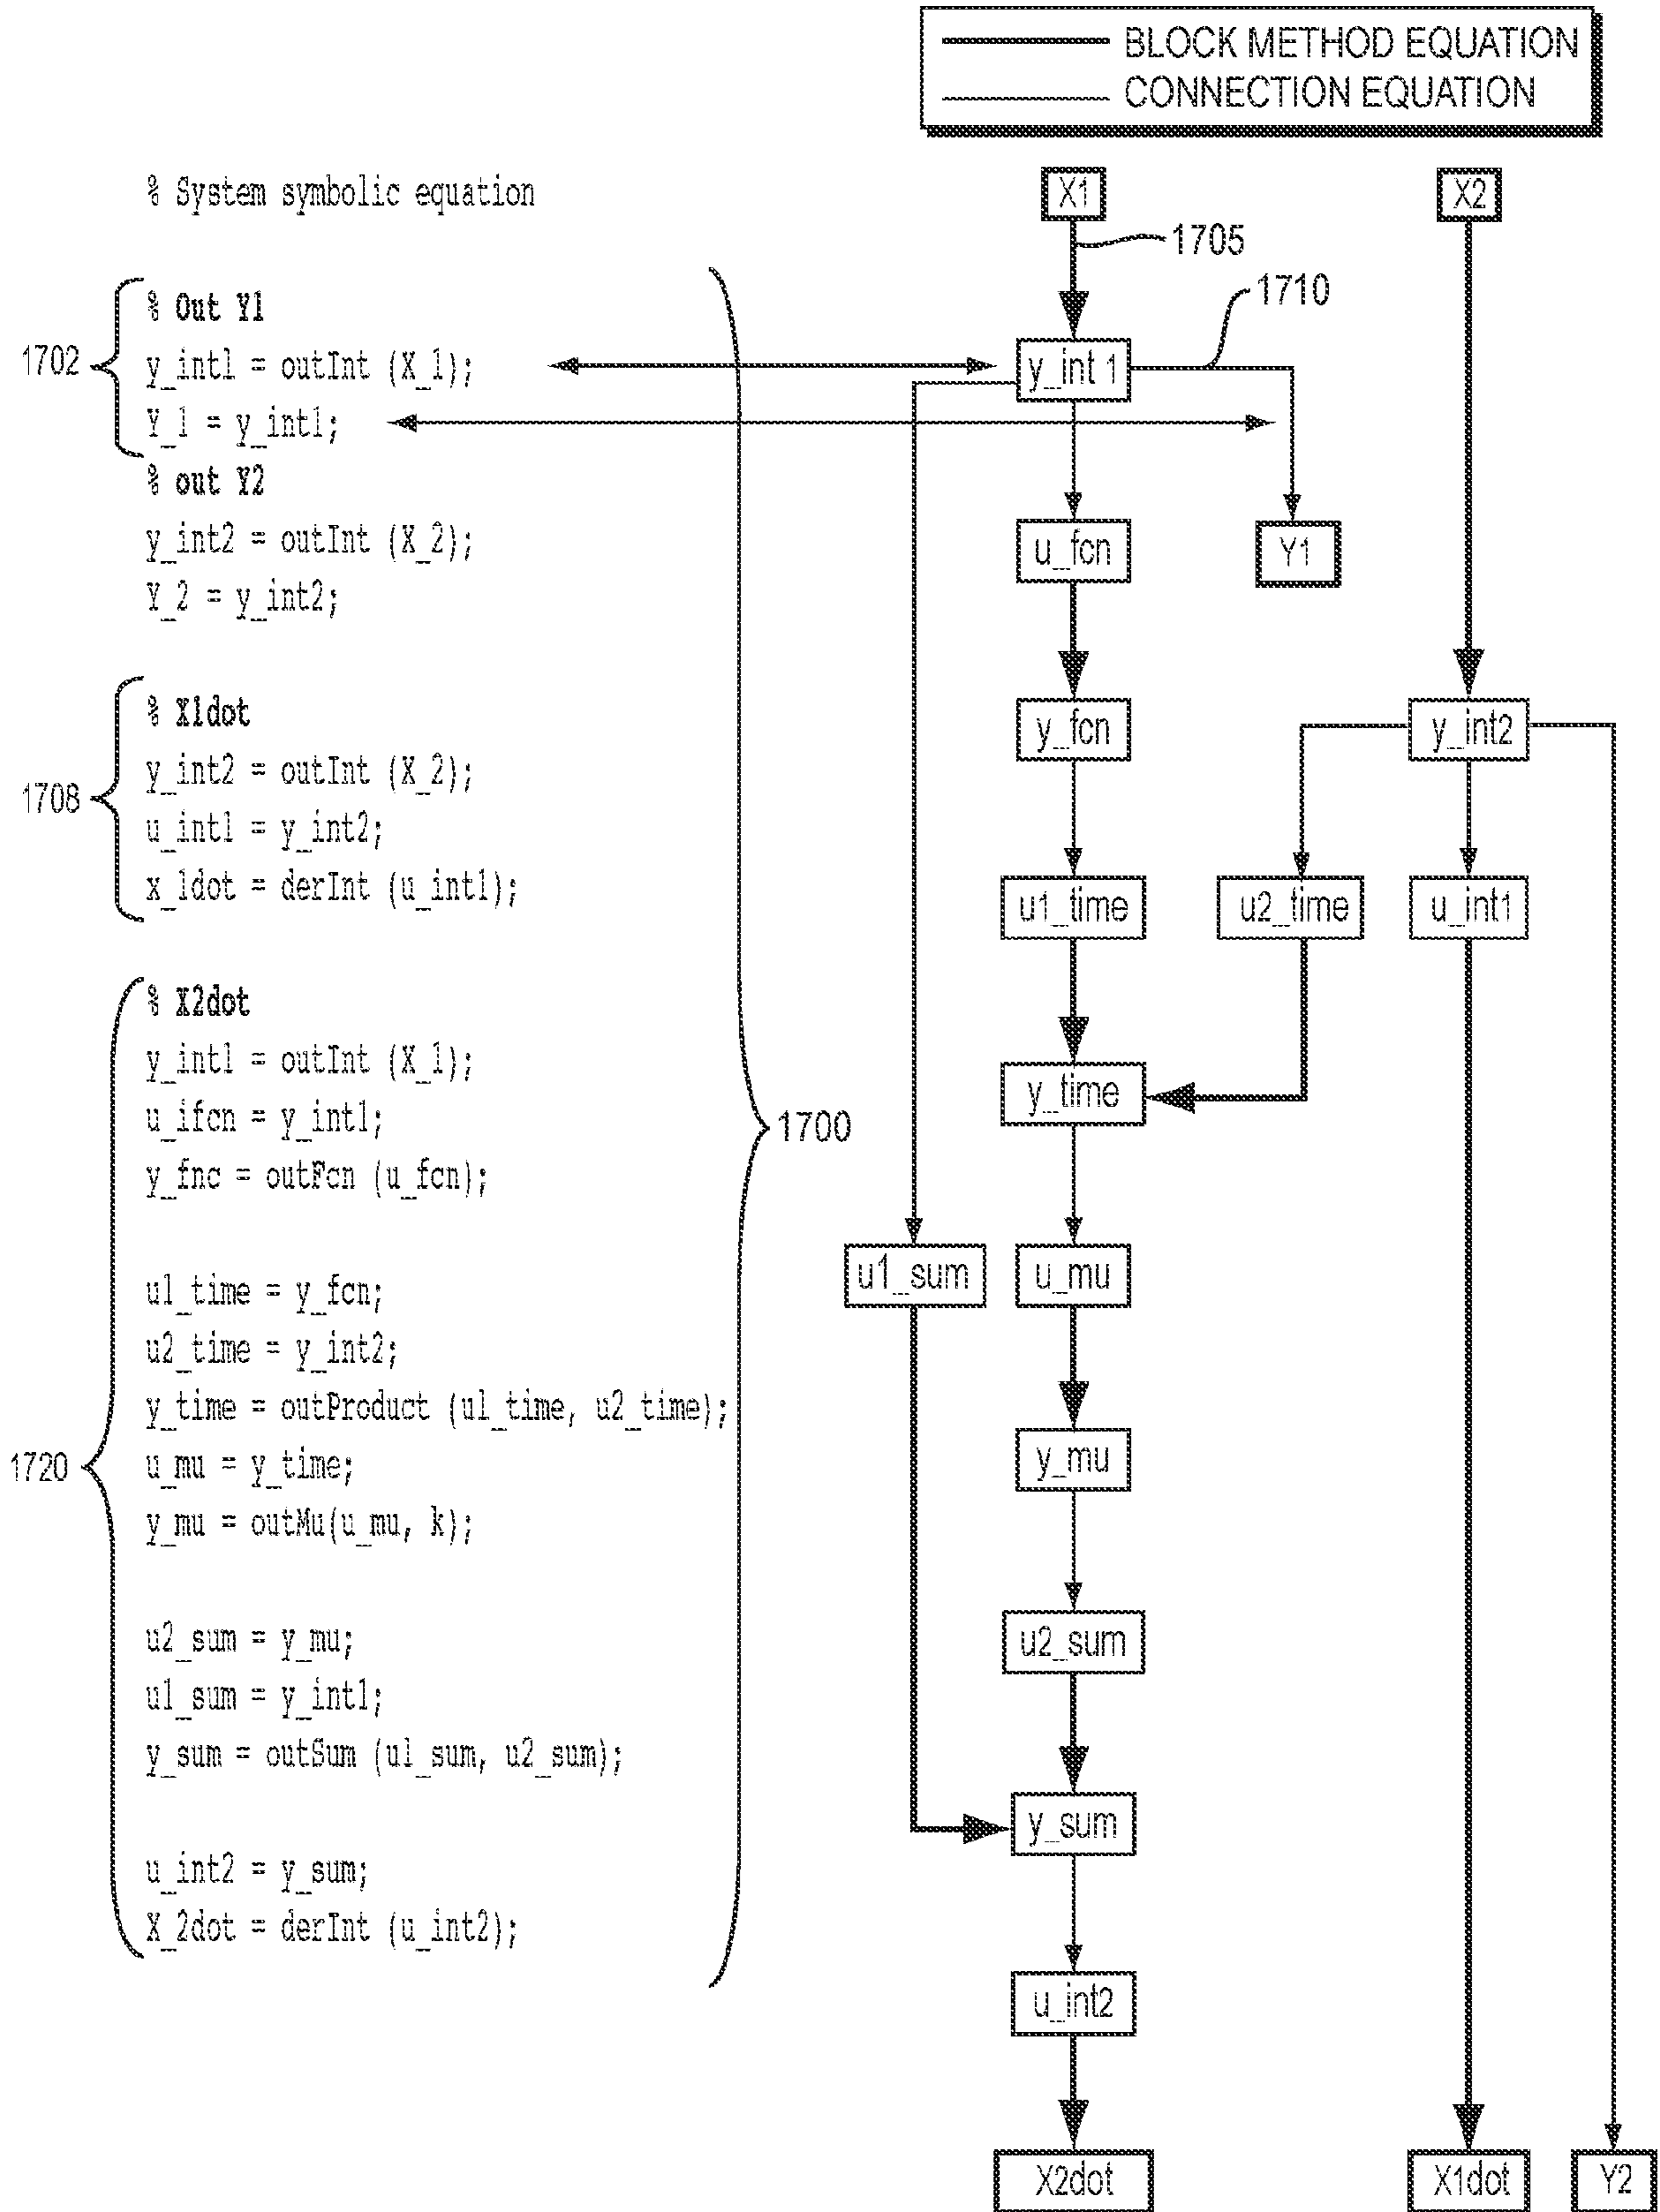 BLOCK METHOD EQUATION
CONNECTION EQUATION
% System symbolic equation
1702
% Out Y1
y_int1 = outInt (X_1);
Y_1 = y_int1;
% out Y2
y_int2 = outInt (X_2);
Y_2 = y_int2;
1708
% X1dot
y_int2 = outInt (X_2);
u_int1 = y_int2;
x_1dot = derInt (u_int1);
1720
% X2dot
y_int1 = outInt (X_1);
u_ifcn = y_int1;
y_fnc = outFcn (u_fcn);
u1_time = y_fcn;
u2_time = y_int2;
y_time = outProduct (u1_time, u2_time);
u_mu = y_time;
y_mu = outMu(u_mu, k);
u2_sum = y_mu;
u1_sum = y_int1;
y_sum = outSum (u1_sum, u2_sum);
u_int2 = y_sum;
X_2dot = derInt (u_int2);
1700
X1
X2
1705
1710
y_int 1
u_fcn
Y1
y_fcn
y_int2
u1_time
u2_time
u_int1
y_time
u1_sum
u_mu
y_mu
u2_sum
y_sum
u_int2
X2dot
X1dot
Y2